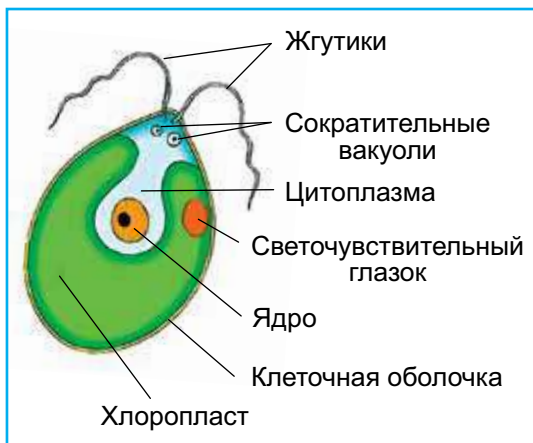 Жгутики
Сократительные
вакуоли
Цитоплазма
Светочувствительный
глазок
Ядро
Клеточная оболочка
Хлоропласт